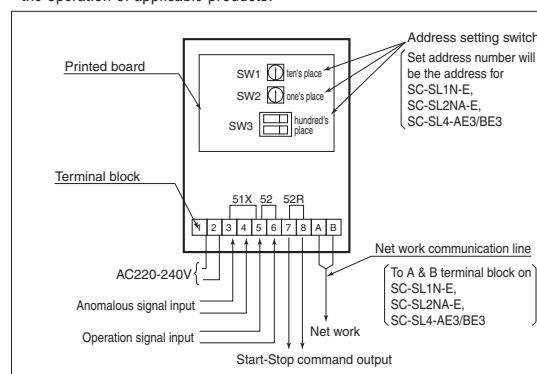 the operation of applicable products.
Address setting switch
Set address number will
be the address for
SC-SL1N-E,
SC-SL2NA-E,
SC-SL4-AE3/BE3
Printed board
SW1 ten's place
SW2 one's place
SW3 hundred's
place
Terminal block
51X 52 52R
1 2 3 4 5 6 7 8 A B
Net work communication line
AC220-240V
To A & B terminal block on
SC-SL1N-E,
SC-SL2NA-E,
SC-SL4-AE3/BE3
Anomalous signal input
Operation signal input
Net work
Start-Stop command output